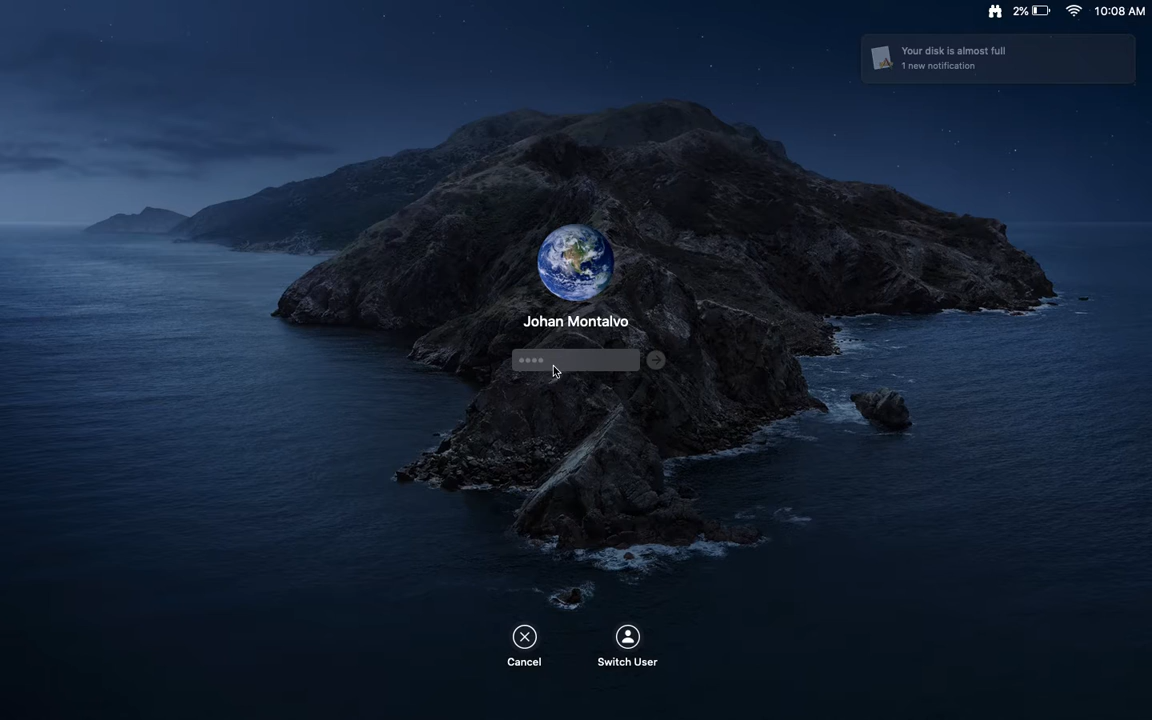 2%
10:08 AM
Your disk is almost full
1 new notification
Johan Montalvo
Cancel
Switch User